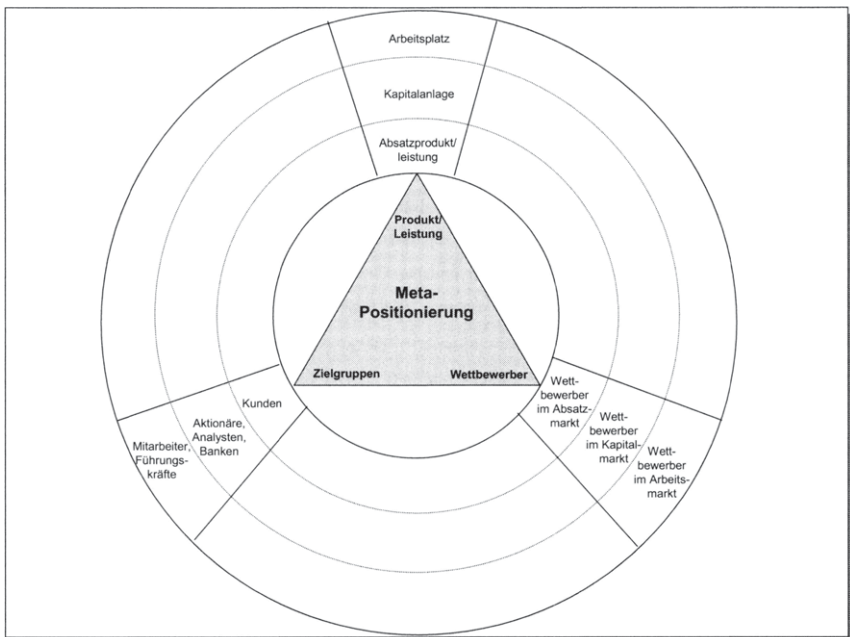 Arbeitsplatz
Kapitalanlage
Absatzprodukt/
leistung
Produkt/
Leistung
Meta-
Positionierung
Zielgruppen
Wettbewerber
Kunden
Aktionäre,
Analysten,
Banken
Mitarbeiter,
Führungs-
kräfte
Wett-
bewerber
im Absatz-
markt
Wett-
bewerber
im Kapital-
markt
Wett-
bewerber
im Arbeits-
markt